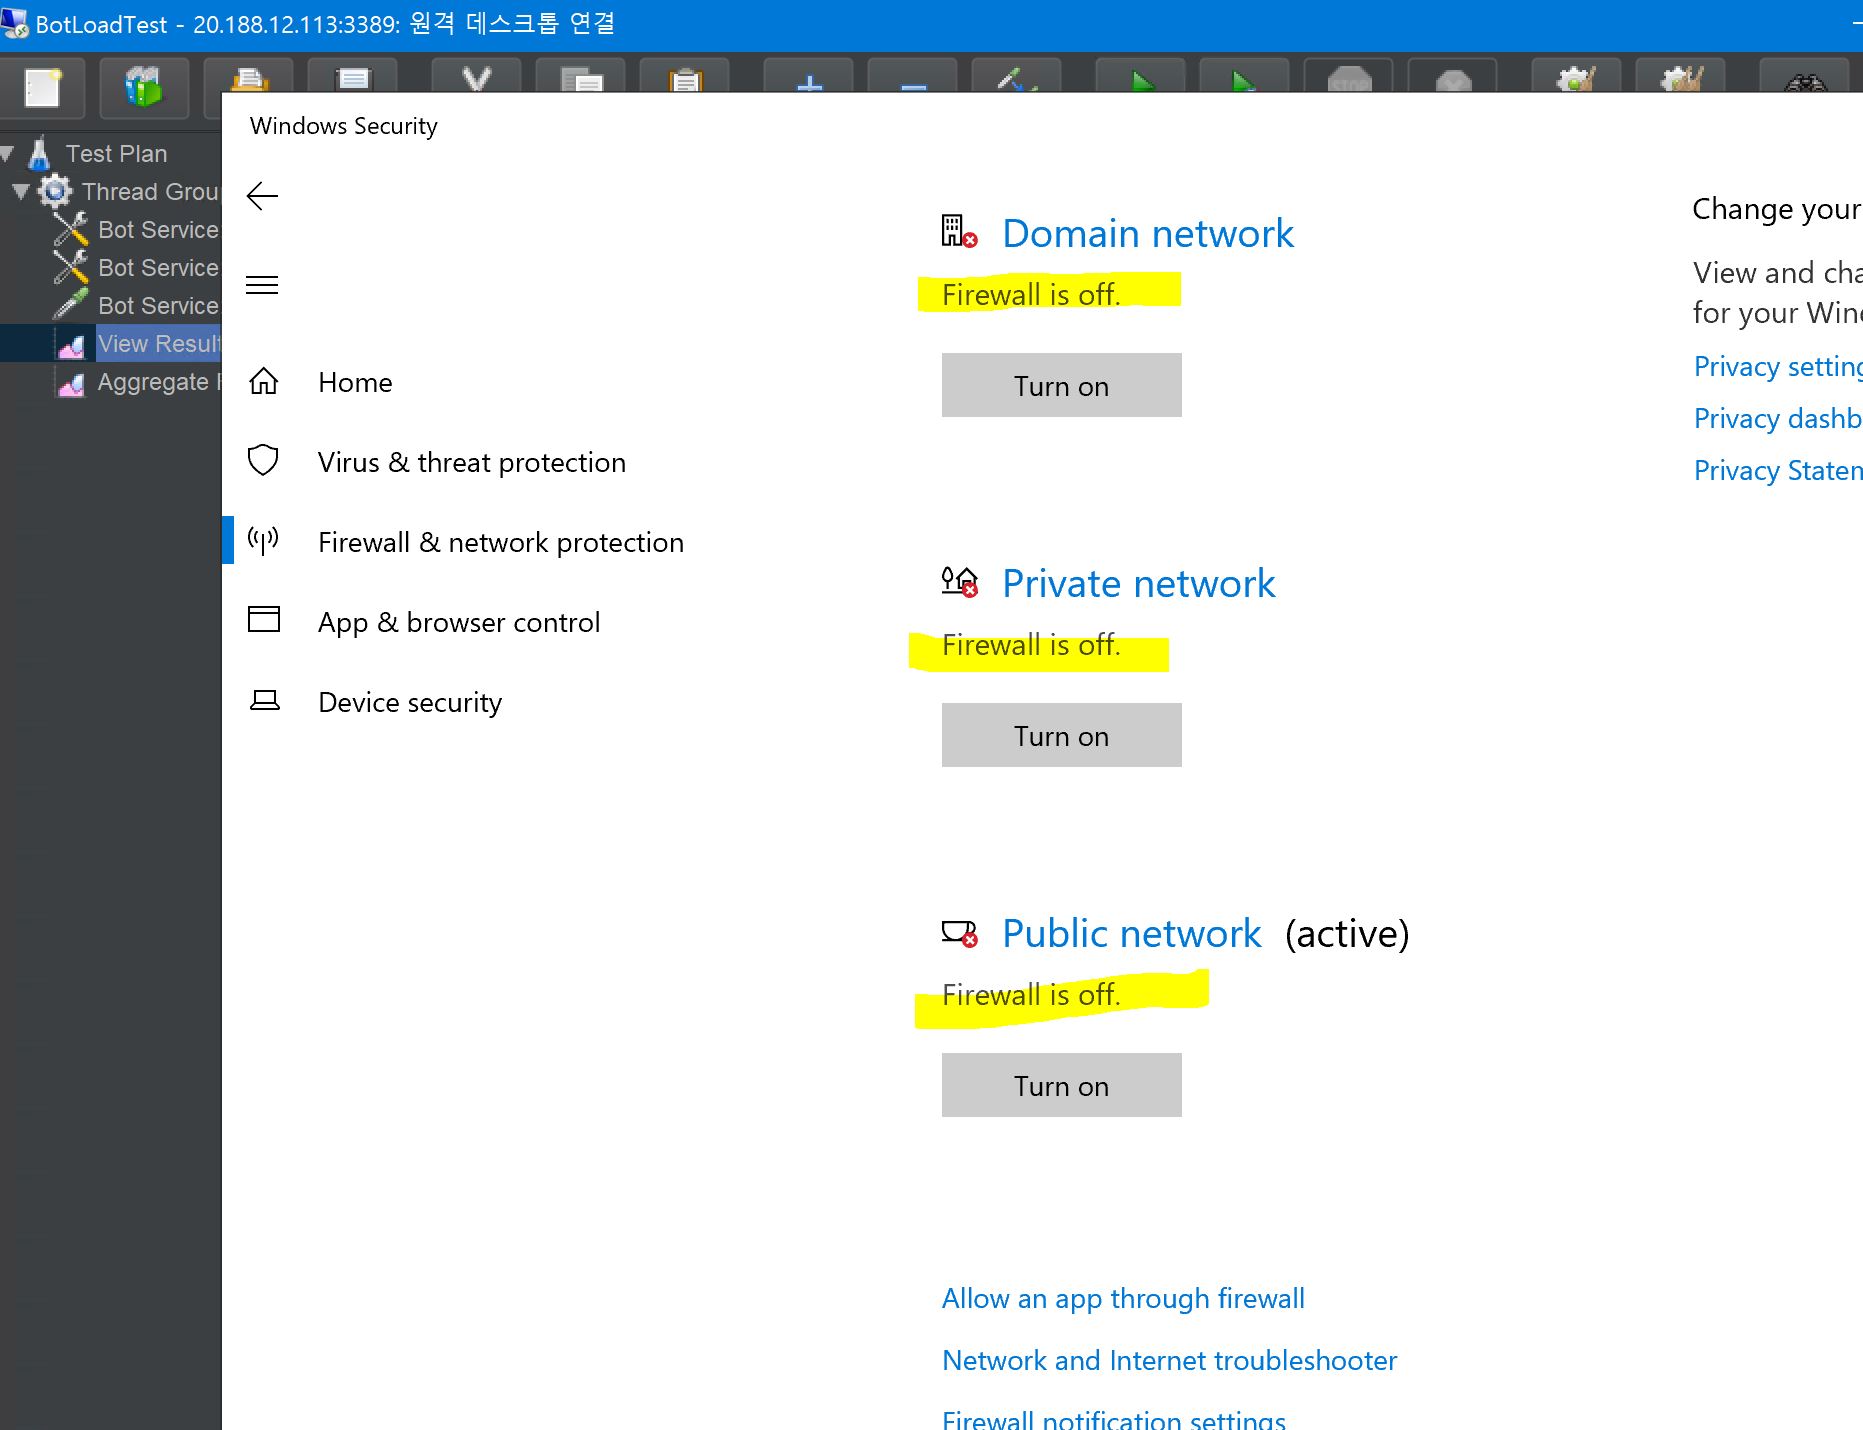 BotLoadTest - 20.188.12.113:3389: 원격 데스크톱 연결
STOP
Test Plan
Thread Grou
Bot Service
Bot Service
Bot Service
View Result
Aggregate
Windows Security
Home
Virus & threat protection
Firewall & network protection
App & browser control
Device security
Domain network
Firewall is off.
Turn on
Private network
Firewall is off.
Turn on
Public network (active)
Firewall is off.
Turn on
Allow an app through firewall
Network and Internet troubleshooter
Firewall notification settings
Change your
View and cha
for your Win
Privacy setting
Privacy dashb
Privacy Statem